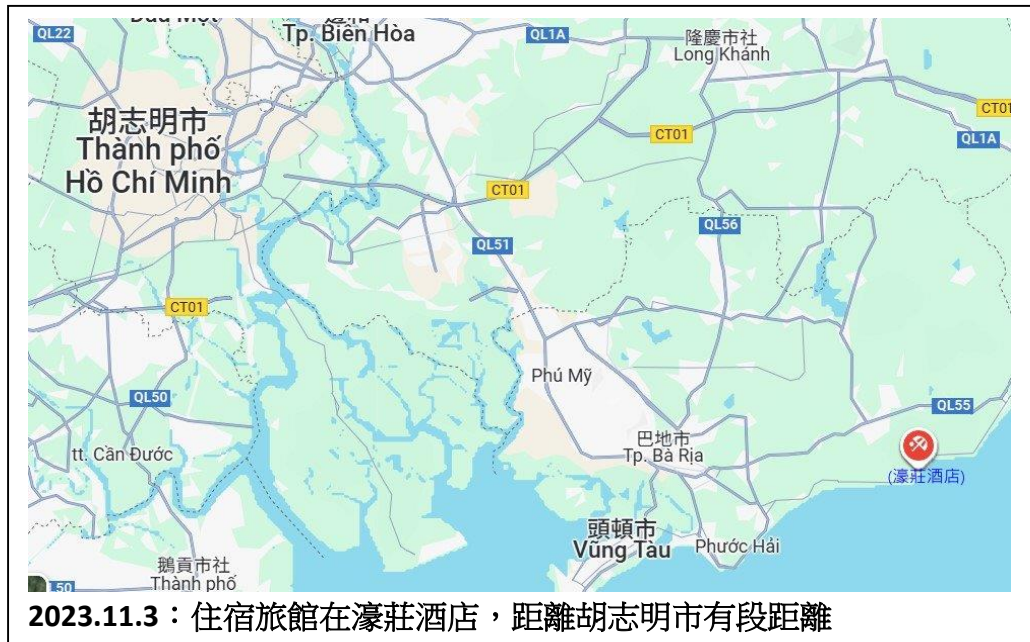 QL22
Tp. Biên Hòa
QL1A
隆慶市社
Long Khánh
CT01
胡志明市
Thành phố
Hồ Chí Minh
CT01
QL1A
CT01
QL56
QL51
CT01
Phú Mỹ
QL50
QL55
巴地市
Tp. Bà Rịa
tt. Cần Đước
(濠莊酒店)
頭頓市
Vũng Tàu
Phước Hải
鵝貢市社
Thành phố
2023.11.3：住宿旅館在濠莊酒店，距離胡志明市有段距離